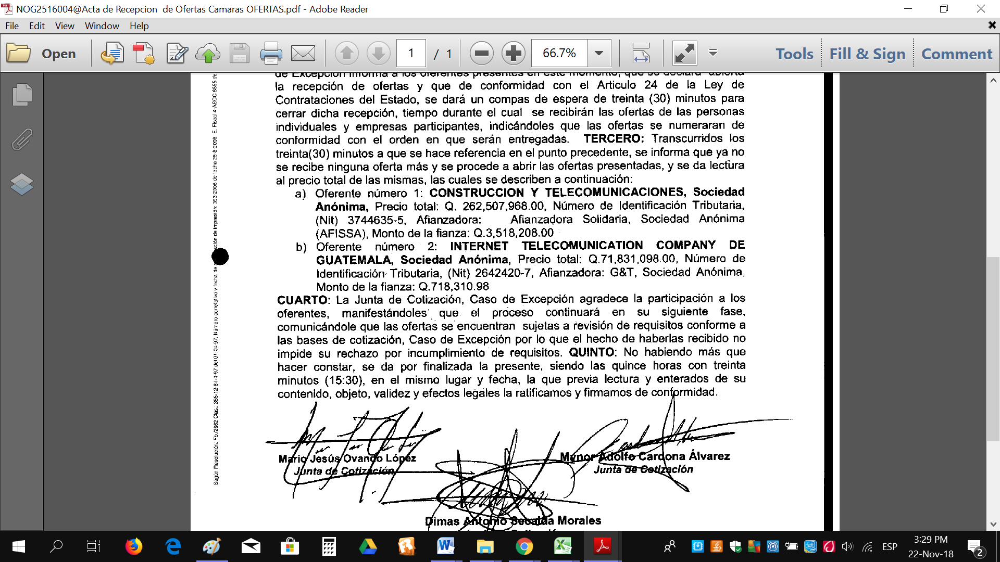 NOG2516004@Acta de Recepcion  de Ofertas Camaras OFERTAS.pdf - Adobe Reader
File Edit View Window Help
Open 1 / 1 66.7% Tools Fill & Sign Comment
de Excepción informa a los oferentes presentes en este momento, que se declara abierta
la recepción de ofertas y que de conformidad con el Articulo 24 de la Ley de
Contrataciones del Estado, se dará un compas de espera de treinta (30) minutos para
cerrar dicha recepción, tiempo durante el cual  se recibirán las ofertas de las personas
individuales y empresas participantes, indicándoles que las ofertas se numeraran de
conformidad con el orden en que serán entregadas.  TERCERO: Transcurridos los
treinta(30) minutos a que se hace referencia en el punto precedente, se informa que ya no
se recibe ninguna oferta más y se procede a abrir las ofertas presentadas, y se da lectura
al precio total de las mismas, las cuales se describen a continuación:
a) Oferente número 1: CONSTRUCCION Y TELECOMUNICACIONES, Sociedad
Anónima, Precio total: Q. 262,507,968.00, Número de Identificación Tributaria,
(Nit) 3744635-5, Afianzadora: Afianzadora Solidaria, Sociedad Anónima
(AFISSA), Monto de la fianza: Q.3,518,208.00
b) Oferente número 2: INTERNET TELECOMUNICATION COMPANY DE
GUATEMALA, Sociedad Anónima, Precio total: Q.71,831,098.00, Número de
Identificación Tributaria, (Nit) 2642420-7, Afianzadora: G&T, Sociedad Anónima,
Monto de la fianza: Q.718,310.98
CUARTO: La Junta de Cotización, Caso de Excepción agradece la participación a los
oferentes, manifestándoles que el proceso continuará en su siguiente fase,
comunicándole que las ofertas se encuentran  sujetas a revisión de requisitos conforme a
las bases de cotización, Caso de Excepción por lo que el hecho de haberlas recibido no
impide su rechazo por incumplimiento de requisitos. QUINTO: No habiendo más que
hacer constar, se da por finalizada la presente, siendo las quince horas con treinta
minutos (15:30), en el mismo lugar y fecha, la que previa lectura y enterados de su
contenido, objeto, validez y efectos legales la ratificamos y firmamos de conformidad.
Mario Jesús Ovando López
Junta de Cotización
Mynor Adolfo Cardona Álvarez
Junta de Cotización
Dimas Antonio Morales
Según Resolución: Fb./2662 Clas.: 365-12-8-I-4-97 del 01-04-97, Número correlativo y fecha de impresión: 393-2008 de fecha 25-8-2008 E. Fiscal 4-ASOC 6655 de
ESP
3:29 PM
22-Nov-18
2